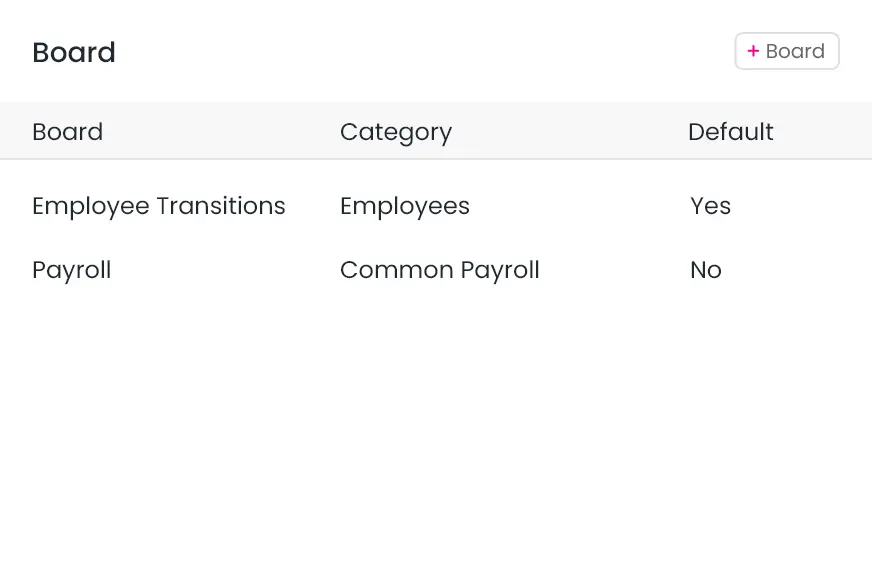 Board
+ Board
Board Category Default
Employee Transitions Employees Yes
Payroll Common Payroll No